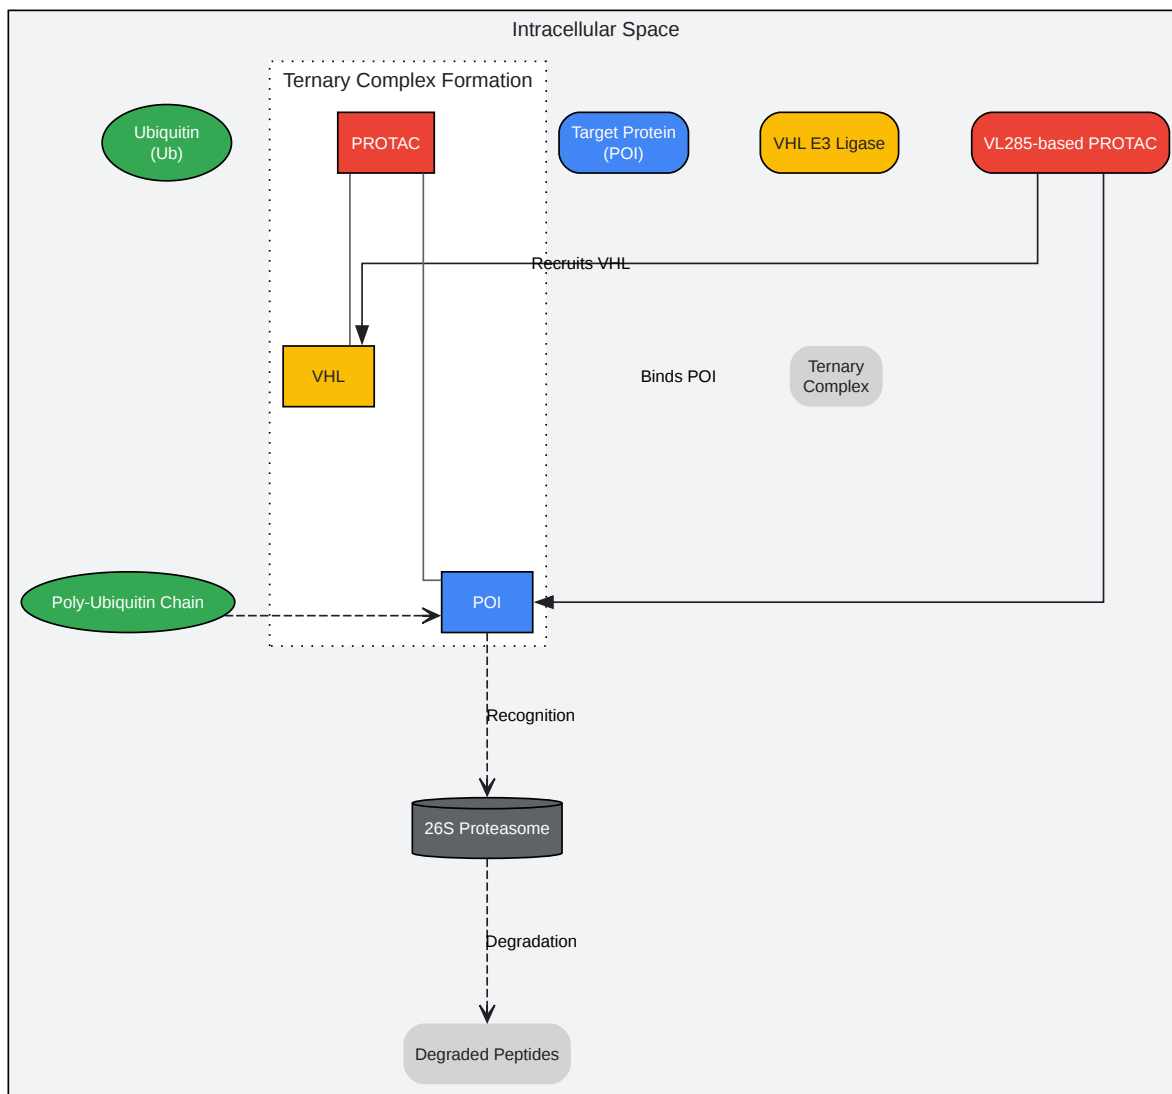 Intracellular Space
Ternary Complex Formation
Ubiquitin
(Ub)
PROTAC
Target Protein
(POI)
VHL E3 Ligase
VL285-based PROTAC
Recruits VHL
VHL
Binds POI
Ternary
Complex
Poly-Ubiquitin Chain
POI
Recognition
26S Proteasome
Degradation
Degraded Peptides